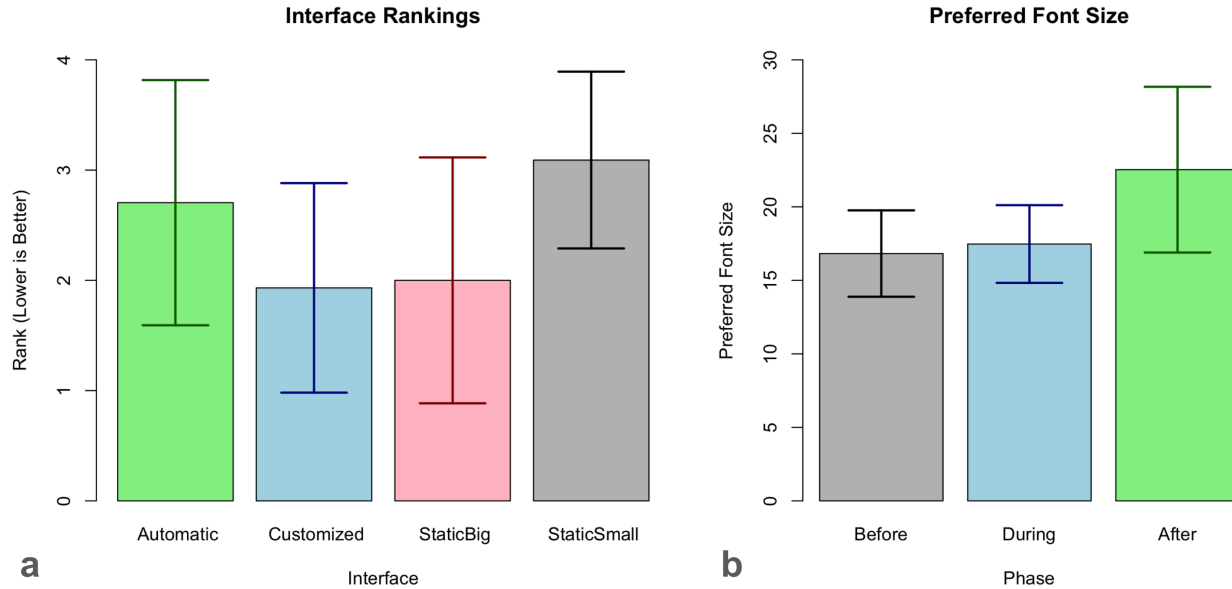 Interface Rankings
Rank (Lower is Better)
4
3
2
1
0
Automatic Customized StaticBig StaticSmall
Interface
a
Preferred Font Size
Preferred Font Size
30
25
20
15
10
5
0
Before During After
Phase
b